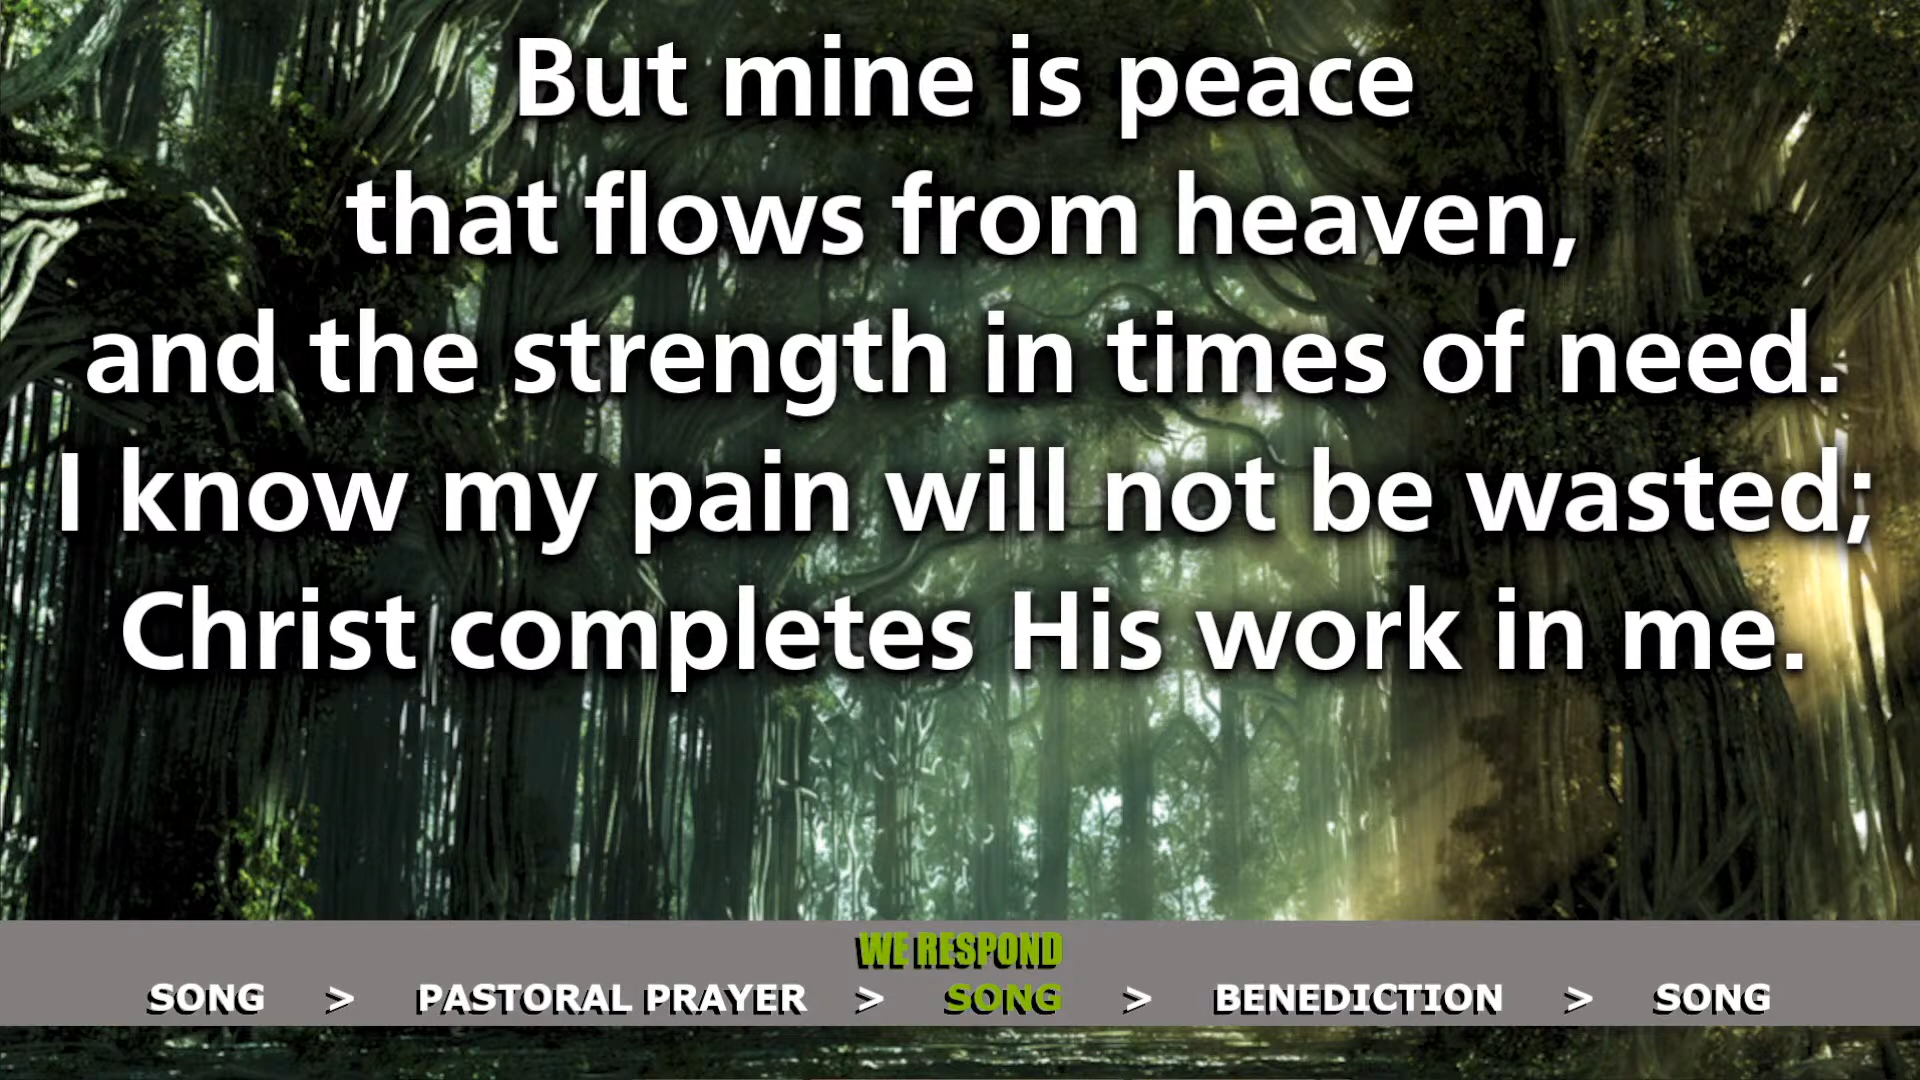 But mine is peace
that flows from heaven,
and the strength in times of need.
I know my pain will not be wasted;
Christ completes His work in me.
WE RESPOND
SONG > PASTORAL PRAYER > SONG > BENEDICTION > SONG